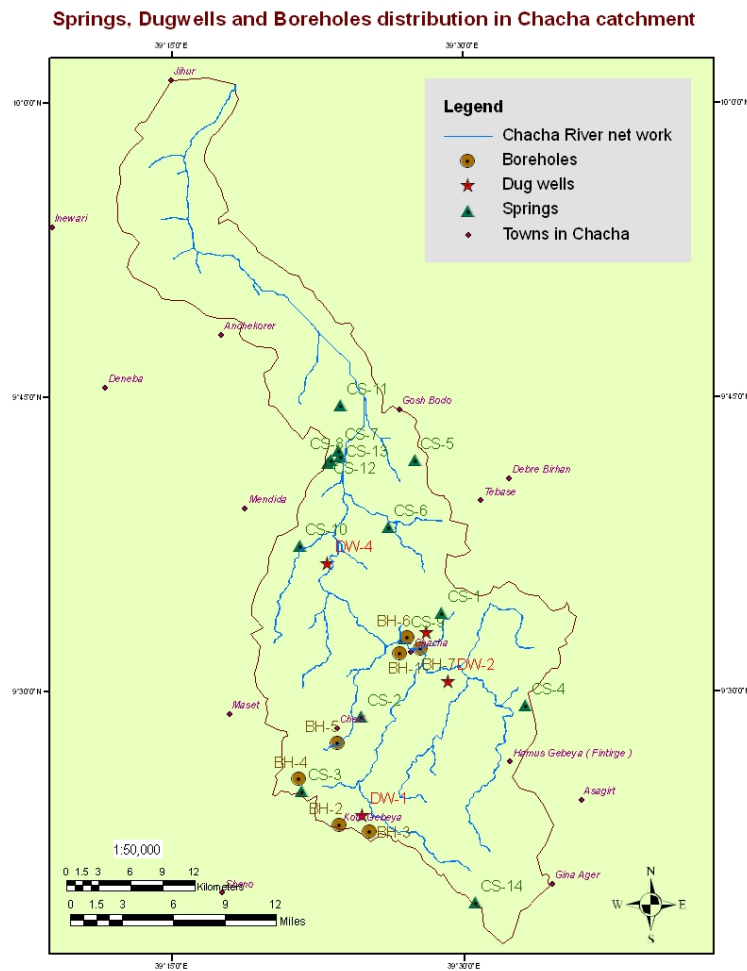 Springs, Dugwells and Boreholes distribution in Chacha catchment
39°15'0"E
39°30'0"E
Jihur
10°0'0"N
10°0'0"N
Legend
Chacha River net work
Boreholes
Dug wells
Springs
Towns in Chacha
Inewari
Andhekorer
Deneba
9°45'0"N
9°45'0"N
CS-11
Gosh Bodo
CS-7
CS-8
CS-13
CS-5
CS-12
Debre Birhan
Tebase
Mendida
CS-6
CS-10
DW-4
CS-1
BH-6
CS-9
Chacha
BH-1
BH-7
DW-2
9°30'0"N
9°30'0"N
CS-4
Maset
CS-2
BH-5
Hamus Gebeya ( Fintirge )
BH-4
CS-3
Asagirt
DW-1
BH-2
BH-3
1:50,000
0 1.5 3 6 9 12
Kilometers
Sheno
CS-14
Gina Ager
N
W E
S
0 1.5 3 6 9 12
Miles
39°15'0"E
39°30'0"E